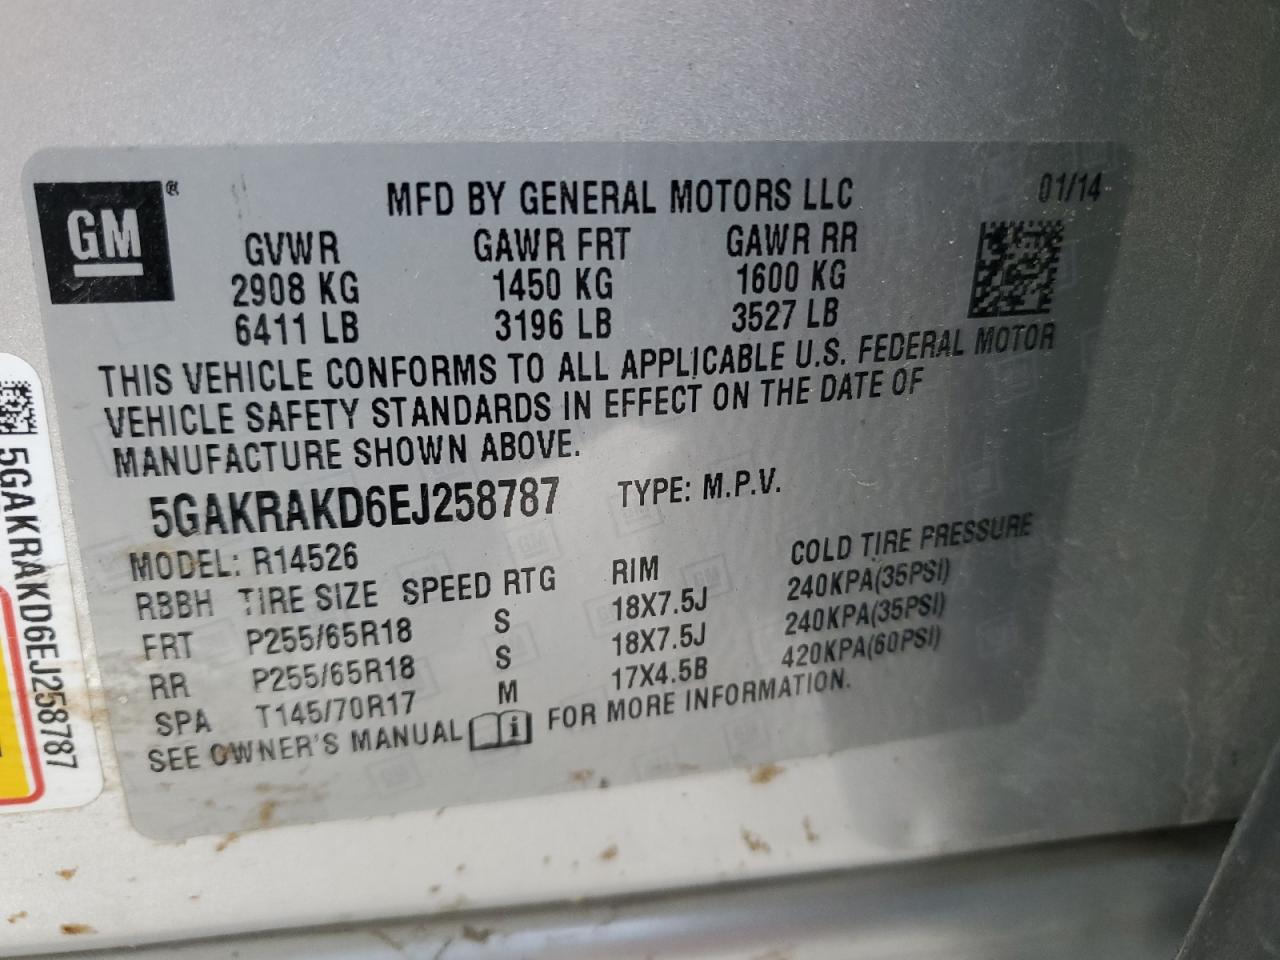 GM ®
MFD BY GENERAL MOTORS LLC 01/14
GVWR GAWR FRT GAWR RR
2908 KG 1450 KG 1600 KG
6411 LB 3196 LB 3527 LB
THIS VEHICLE CONFORMS TO ALL APPLICABLE U.S. FEDERAL MOTOR
VEHICLE SAFETY STANDARDS IN EFFECT ON THE DATE OF
MANUFACTURE SHOWN ABOVE.
5GAKRAKD6EJ258787 TYPE: M.P.V.
MODEL: R14526
RBBH TIRE SIZE SPEED RTG RIM COLD TIRE PRESSURE
FRT P255/65R18 S 18X7.5J 240KPA(35PSI)
RR P255/65R18 S 18X7.5J 240KPA(35PSI)
SPA T145/70R17 M 17X4.5B 420KPA(60PSI)
SEE OWNER'S MANUAL i FOR MORE INFORMATION.
5GAKRAKD6EJ258787